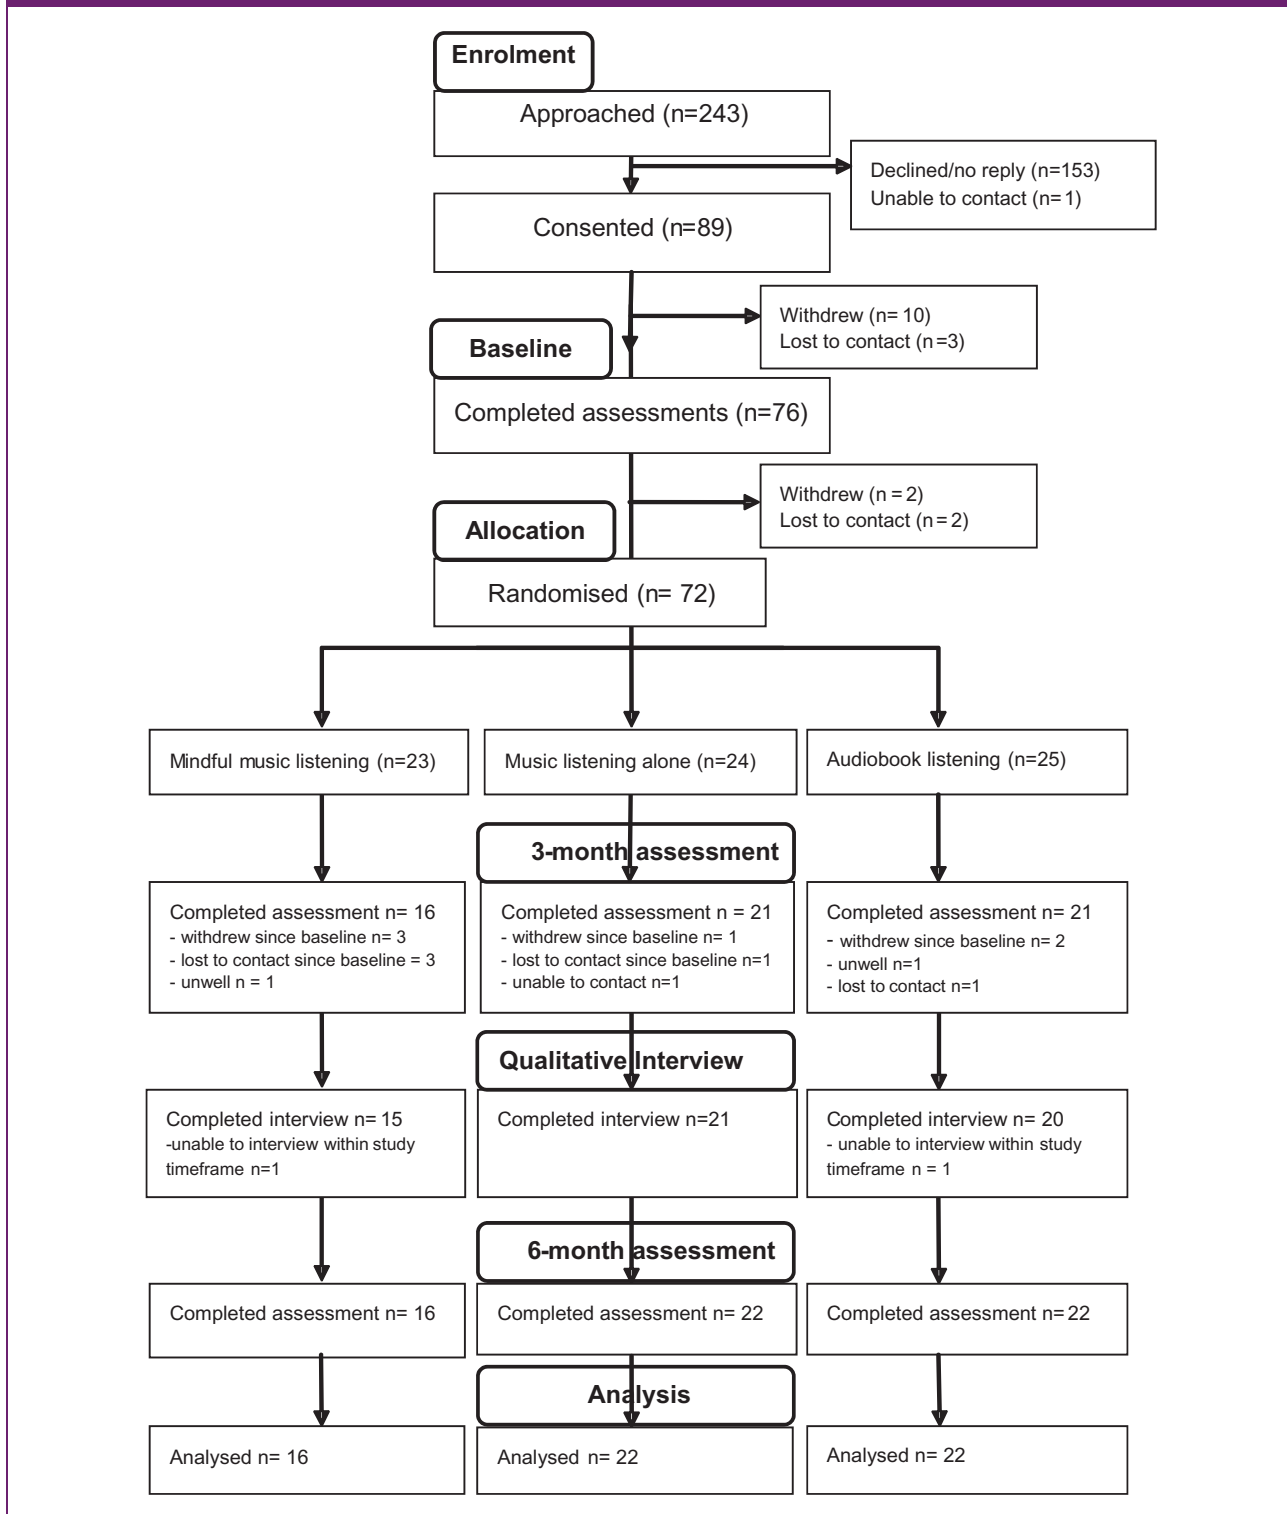 Enrolment
Approached (n=243)
Declined/no reply (n=153)
Unable to contact (n= 1)
Consented (n=89)
Withdrew (n= 10)
Lost to contact (n=3)
Baseline
Completed assessments (n=76)
Withdrew (n = 2)
Lost to contact (n= 2)
Allocation
Randomised (n= 72)
Mindful music listening (n=23)
Music listening alone (n=24)
Audiobook listening (n=25)
3-month assessment
Completed assessment n= 16
- withdrew since baseline n= 3
- lost to contact since baseline = 3
- unwell n = 1
Completed assessment n = 21
- withdrew since baseline n= 1
- lost to contact since baseline n=1
- unable to contact n=1
Completed assessment n= 21
- withdrew since baseline n= 2
- unwell n=1
- lost to contact n=1
Qualitative Interview
Completed interview n= 15
-unable to interview within study
timeframe n=1
Completed interview n=21
Completed interview n= 20
- unable to interview within study
timeframe n = 1
6-month assessment
Completed assessment n= 16
Completed assessment n= 22
Completed assessment n= 22
Analysis
Analysed n= 16
Analysed n= 22
Analysed n= 22